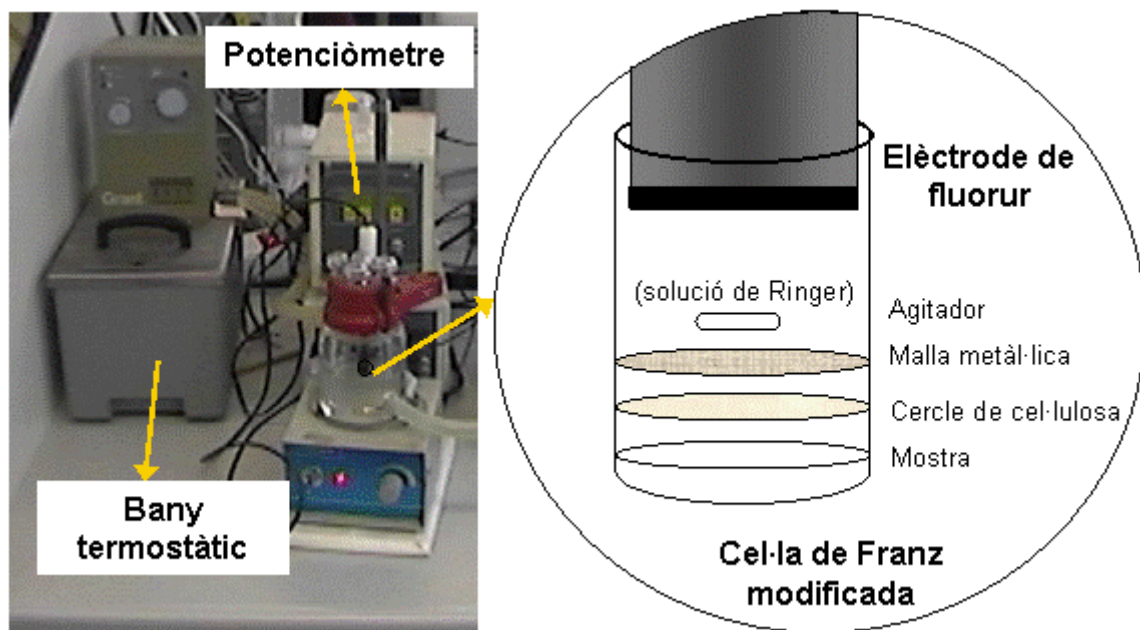 Potenciòmetre
Bany
termostàtic
Elèctrode de
fluorur
(solució de Ringer)
Agitador
Malla metàl·lica
Cercle de cel·lulosa
Mostra
Cel·la de Franz
modificada